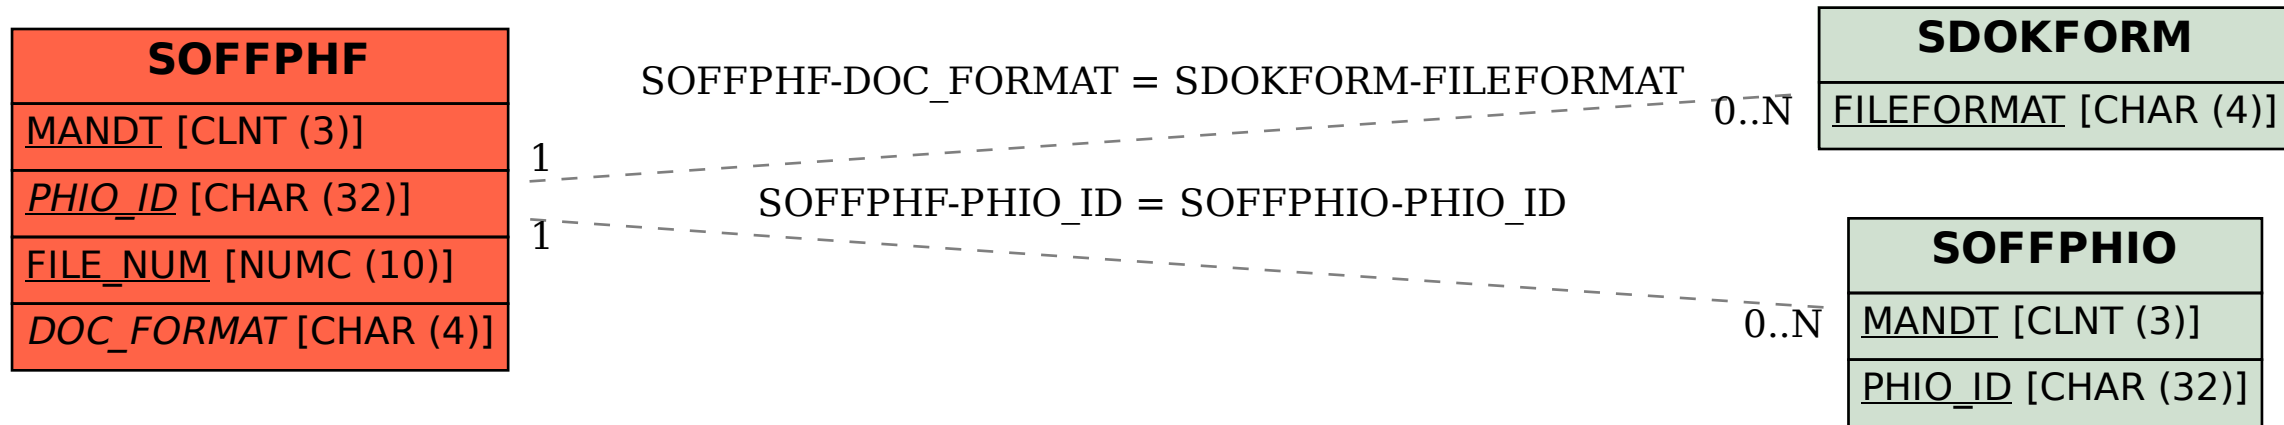 SOFFPHF
MANDT [CLNT (3)]
PHIO_ID [CHAR (32)]
FILE_NUM [NUMC (10)]
DOC_FORMAT [CHAR (4)]
SOFFPHF-DOC_FORMAT = SDOKFORM-FILEFORMAT
1
0..N
SOFFPHF-PHIO_ID = SOFFPHIO-PHIO_ID
1
0..N
SDOKFORM
FILEFORMAT [CHAR (4)]
SOFFPHIO
MANDT [CLNT (3)]
PHIO_ID [CHAR (32)]